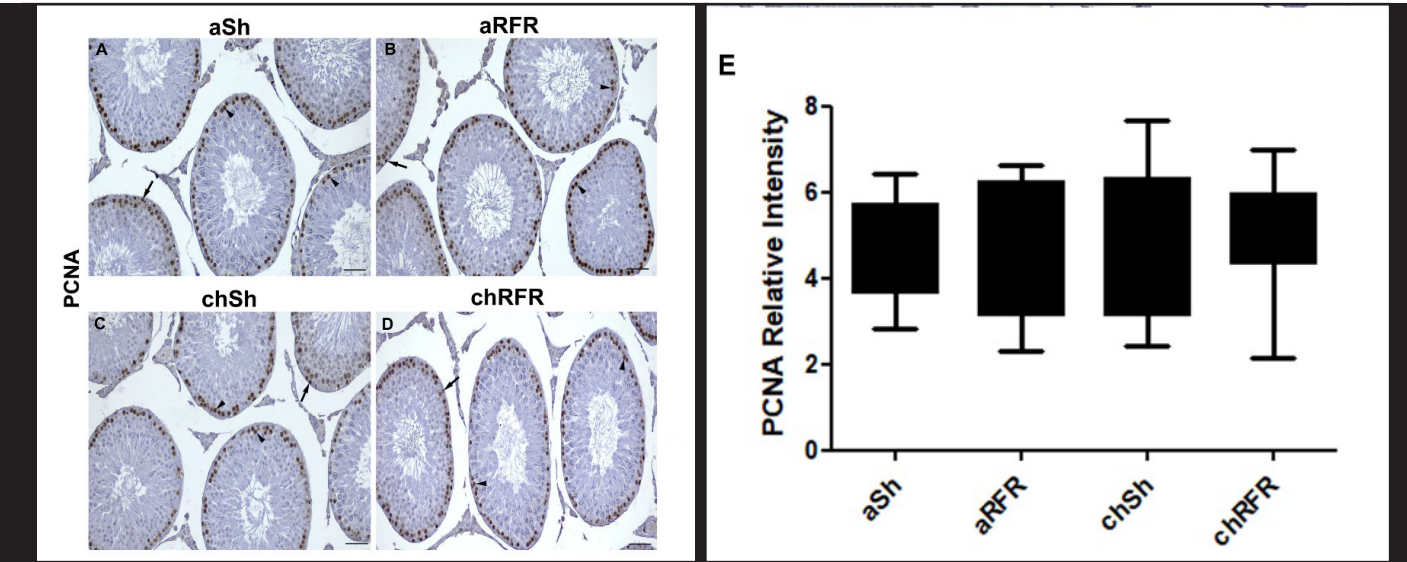 aSh
aRFR
A
B
PCNA
chSh
chRFR
C
D
E
PCNA Relative Intensity
8
6
4
2
0
aSh
aRFR
chSh
chRFR